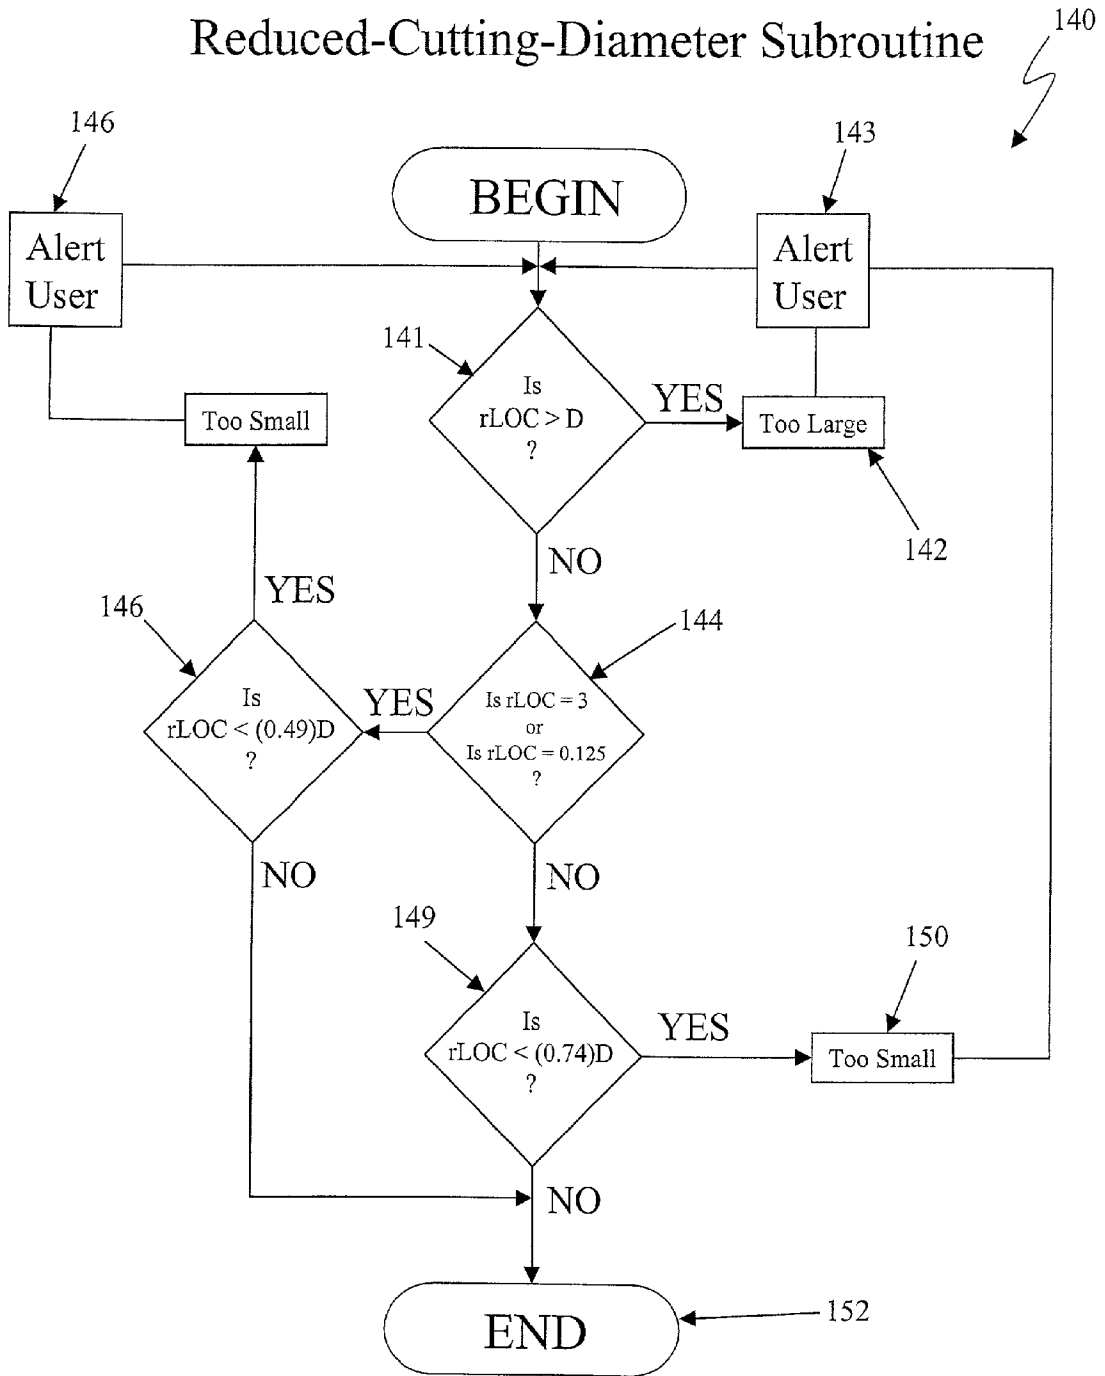 Reduced-Cutting-Diameter Subroutine
140
146
143
BEGIN
Alert
User
Alert
User
141
Is
rLOC > D
?
YES
Too Small
Too Large
142
NO
YES
146
144
Is
rLOC < (0.49)D
?
YES
Is rLOC = 3
or
Is rLOC = 0.125
?
NO
NO
149
150
Is
rLOC < (0.74)D
?
YES
Too Small
NO
END
152